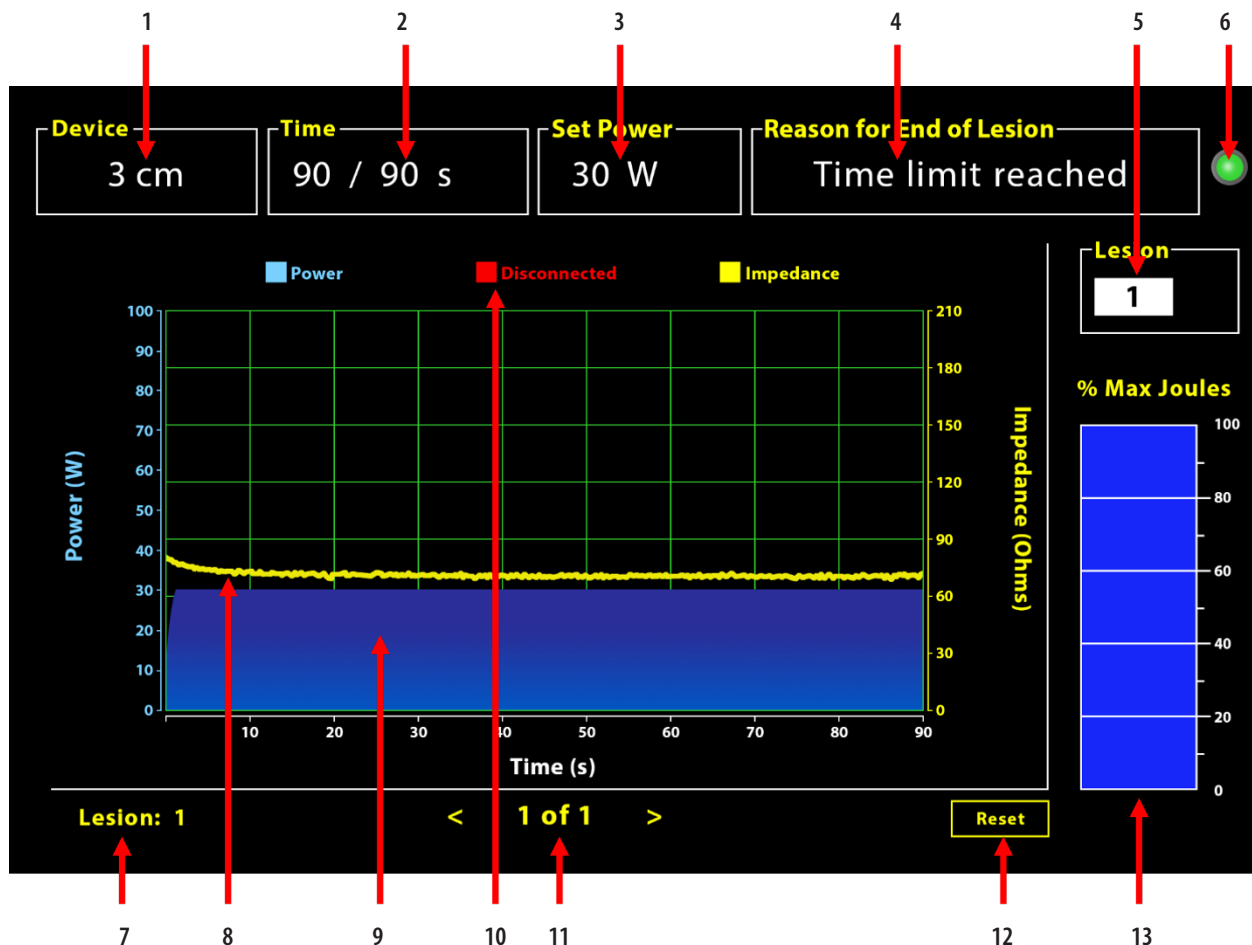 1 2 3 4 5 6
Device Time Set Power Reason for End of Lesion
3 cm 90 / 90 s 30 W Time limit reached
Lesion
1
Power Disconnected Impedance
100 210
90 180
80
70 150
60 120
50
40 90
30 60
20 30
10
0 0
Power (W)
Impedance (Ohms)
10 20 30 40 50 60 70 80 90
Time (s)
% Max Joules
100
80
60
40
20
0
Lesion: 1 < 1 of 1 > Reset
7 8 9 10 11 12 13